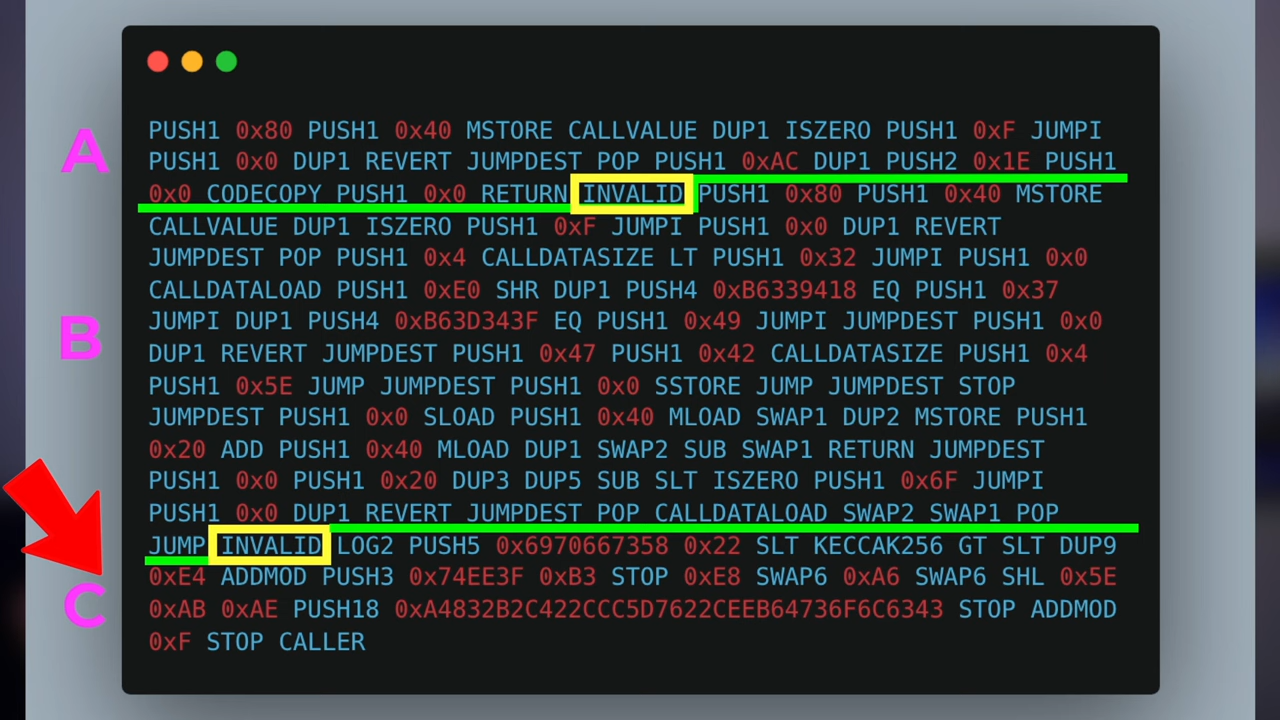 A
B
C
PUSH1 0x80 PUSH1 0x40 MSTORE CALLVALUE DUP1 ISZERO PUSH1 0xF JUMPI
PUSH1 0x0 DUP1 REVERT JUMPDEST POP PUSH1 0xAC DUP1 PUSH2 0x1E PUSH1
0x0 CODECOPY PUSH1 0x0 RETURN INVALID PUSH1 0x80 PUSH1 0x40 MSTORE
CALLVALUE DUP1 ISZERO PUSH1 0xF JUMPI PUSH1 0x0 DUP1 REVERT
JUMPDEST POP PUSH1 0x4 CALLDATASIZE LT PUSH1 0x32 JUMPI PUSH1 0x0
CALLDATALOAD PUSH1 0xE0 SHR DUP1 PUSH4 0xB6339418 EQ PUSH1 0x37
JUMPI DUP1 PUSH4 0xB63D343F EQ PUSH1 0x49 JUMPI JUMPDEST PUSH1 0x0
DUP1 REVERT JUMPDEST PUSH1 0x47 PUSH1 0x42 CALLDATASIZE PUSH1 0x4
PUSH1 0x5E JUMP JUMPDEST PUSH1 0x0 SSTORE JUMP JUMPDEST STOP
JUMPDEST PUSH1 0x0 SLOAD PUSH1 0x40 MLOAD SWAP1 DUP2 MSTORE PUSH1
0x20 ADD PUSH1 0x40 MLOAD DUP1 SWAP2 SUB SWAP1 RETURN JUMPDEST
PUSH1 0x0 PUSH1 0x20 DUP3 DUP5 SUB SLT ISZERO PUSH1 0x6F JUMPI
PUSH1 0x0 DUP1 REVERT JUMPDEST POP CALLDATALOAD SWAP2 SWAP1 POP
JUMP INVALID LOG2 PUSH5 0x6970667358 0x22 SLT KECCAK256 GT SLT DUP9
0xE4 ADDMOD PUSH3 0x74EE3F 0xB3 STOP 0xE8 SWAP6 0xA6 SWAP6 SHL 0x5E
0xAB 0xAE PUSH18 0xA4832B2C422CCC5D7622CEEB64736F6C6343 STOP ADDMOD
0xF STOP CALLER